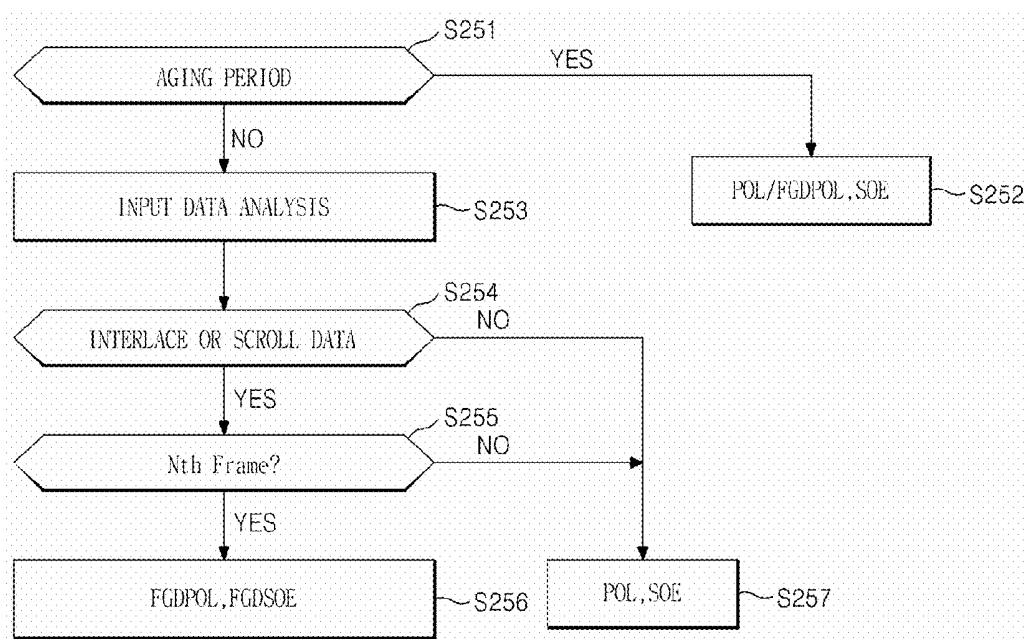 S251
AGING PERIOD
YES
NO
POL/FGDPOL,SOE
S252
INPUT DATA ANALYSIS
S253
S254
INTERLACE OR SCROLL DATA
NO
YES
S255
Nth Frame?
NO
YES
FGDPOL,FGDSOE
S256
POL,SOE
S257